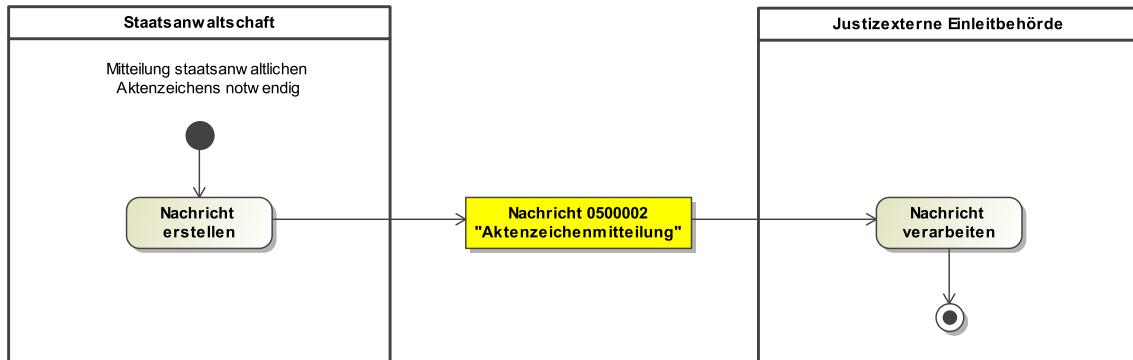 Staatsanwaltschaft
Justizexterne Einleitbehörde
Mitteilung staatsanwaltlichen
Aktenzeichens notwendig
Nachricht
erstellen
Nachricht 0500002
"Aktenzeichenmitteilung"
Nachricht
verarbeiten